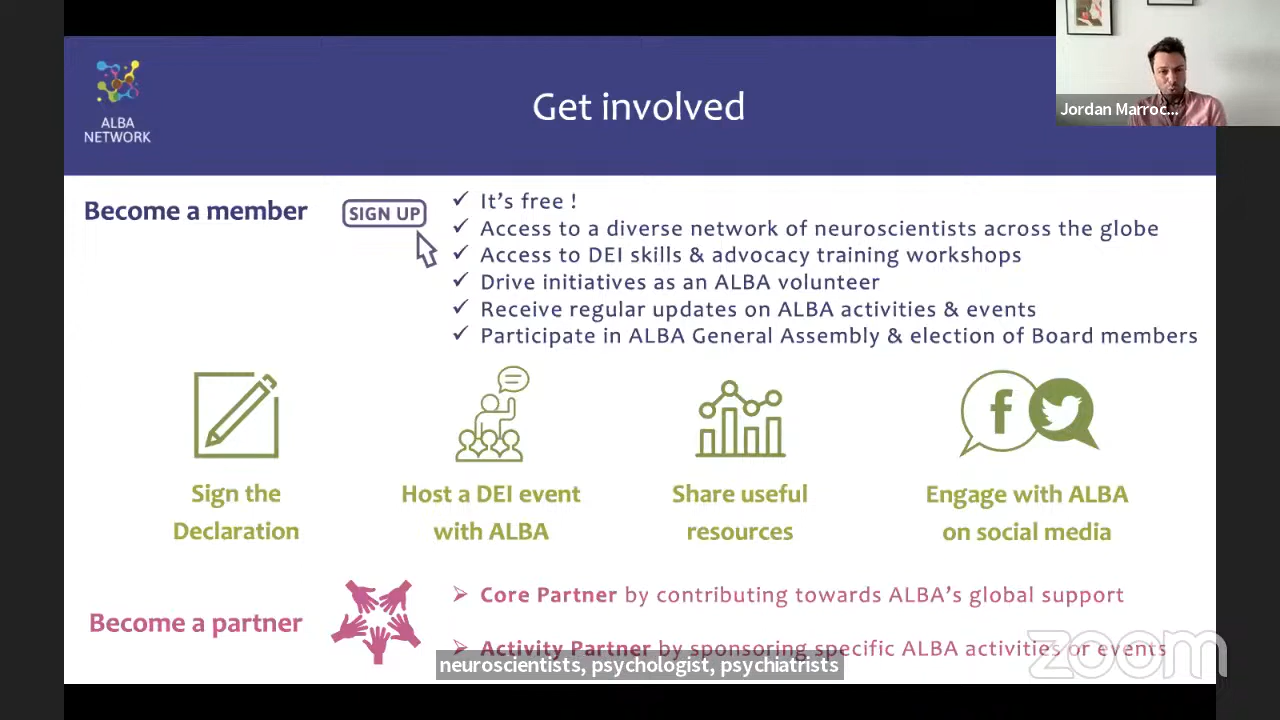 ALBA
NETWORK
Get involved
Jordan Marroc...
Become a member
SIGN UP
✓ It's free !
✓ Access to a diverse network of neuroscientists across the globe
✓ Access to DEI skills & advocacy training workshops
✓ Drive initiatives as an ALBA volunteer
✓ Receive regular updates on ALBA activities & events
✓ Participate in ALBA General Assembly & election of Board members
Sign the
Declaration
Host a DEI event
with ALBA
Share useful
resources
Engage with ALBA
on social media
Become a partner
➢ Core Partner by contributing towards ALBA's global support
➢ Activity Partner by sponsoring specific ALBA activities or events
neuroscientists, psychologist, psychiatrists
zoom